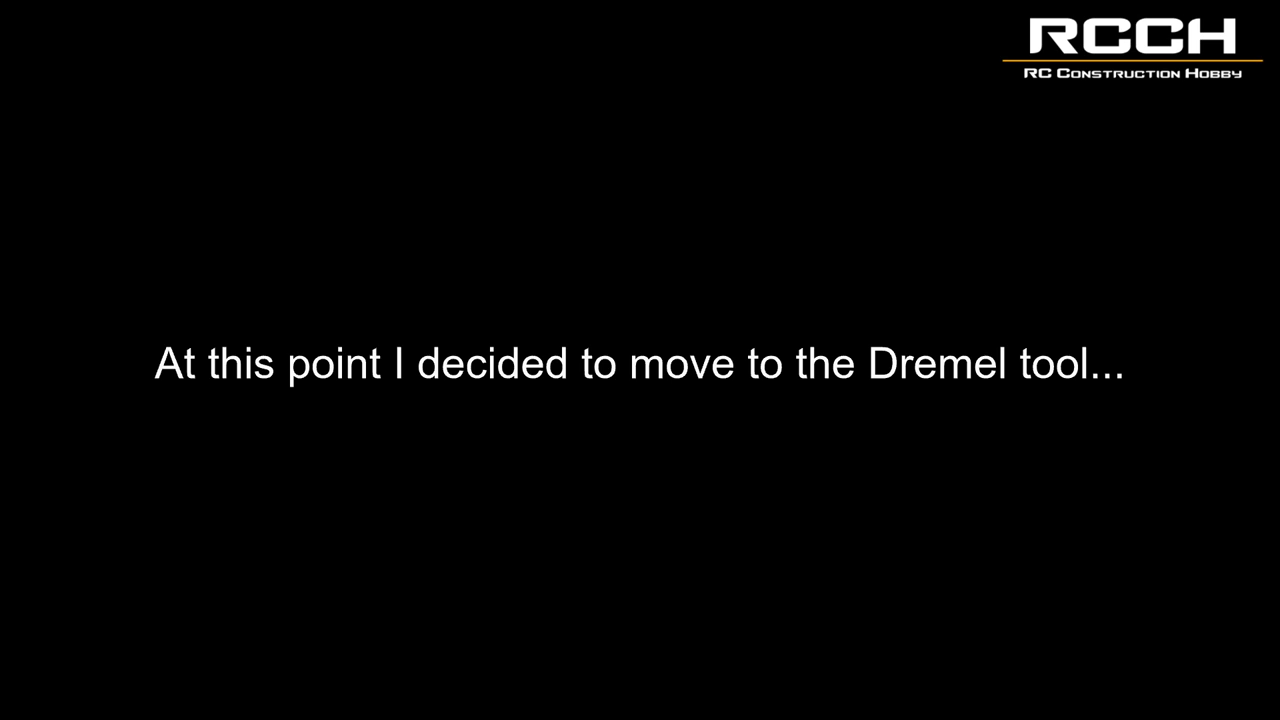 RCCH
RC Construction Hobby
At this point I decided to move to the Dremel tool...